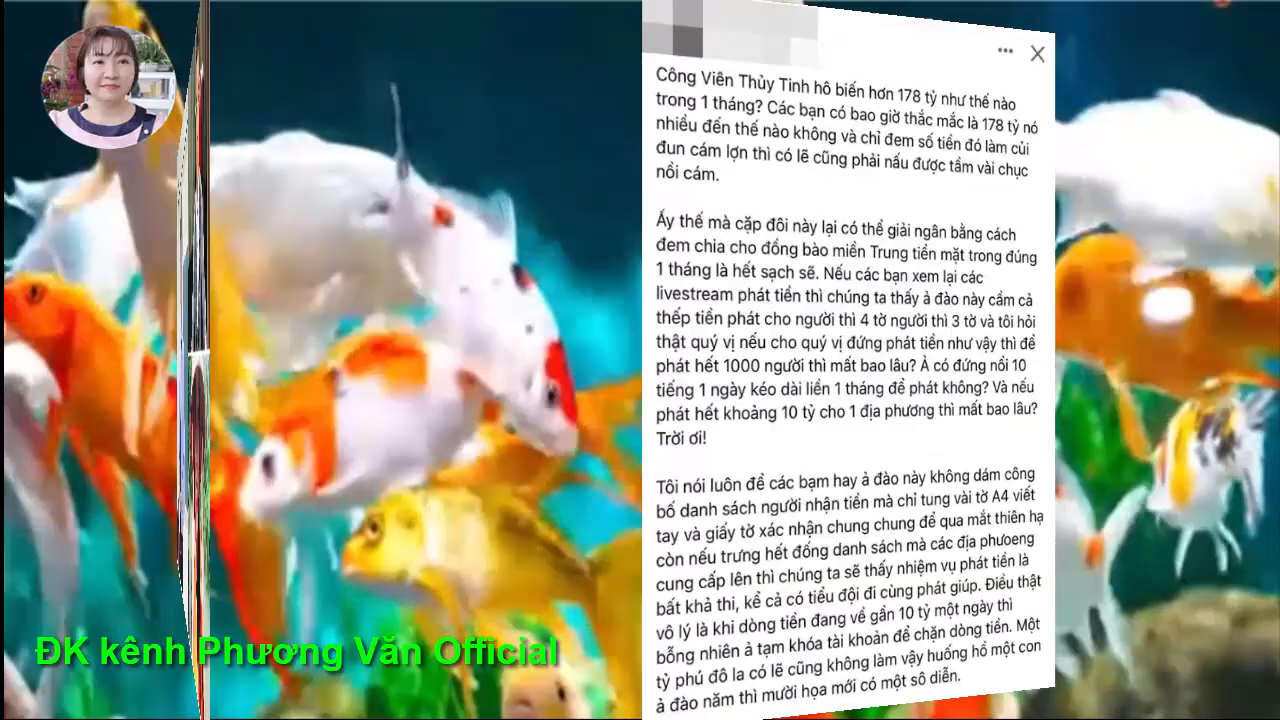 Công Viên Thủy Tinh hô biến hơn 178 tỷ như thế nào
trong 1 tháng? Các bạn có bao giờ thắc mắc là 178 tỷ nó
nhiều đến thế nào không và chỉ đem số tiền đó làm củi
đun cám lợn thì có lẽ cũng phải nấu được tầm vài chục
nồi cám.
Ấy thế mà cặp đôi này lại có thể giải ngân bằng cách
đem chia cho đồng bào miền Trung tiền mặt trong đúng
1 tháng là hết sạch sẽ. Nếu các bạn xem lại các
livestream phát tiền thì chúng ta thấy ả đào này cầm cả
thếp tiền phát cho người thì 4 tờ người thì 3 tờ và tôi hỏi
thật quý vị nếu cho quý vị đứng phát tiền như vậy thì để
phát hết 1000 người thì mất bao lâu? Ả có đứng nổi 10
tiếng 1 ngày kéo dài liền 1 tháng để phát không? Và nếu
phát hết khoảng 10 tỷ cho 1 địa phương thì mất bao lâu?
Trời ơi!
Tôi nói luôn để các bạm hay ả đào này không dám công
bố danh sách người nhận tiền mà chỉ tung vài tờ A4 viết
tay và giấy tờ xác nhận chung chung để qua mắt thiên hạ
còn nếu trưng hết đống danh sách mà các địa phưoeng
cung cấp lên thì chúng ta sẽ thấy nhiệm vụ phát tiền là
bất khả thi, kể cả có tiểu đội đi cùng phát giúp. Điều thật
vô lý là khi dòng tiền đang về gần 10 tỷ một ngày thì
bỗng nhiên ả tạm khóa tài khoản để chặn dòng tiền. Một
tỷ phú đô la có lẽ cũng không làm vậy huống hồ một con
ả đào năm thì mười họa mới có một sô diễn.
ĐK kênh Phương Văn Official